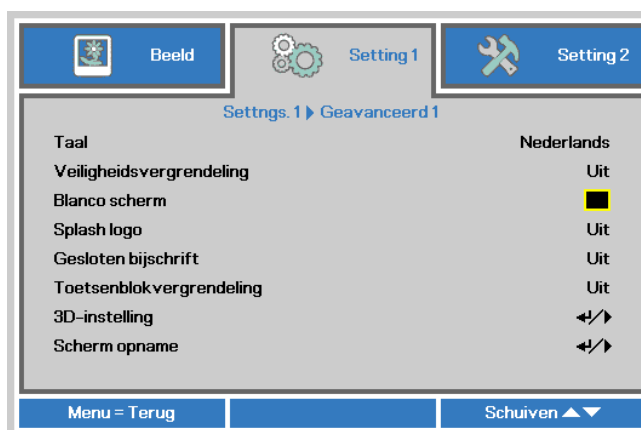 Beeld
Setting 1
Setting 2
Settngs. 1 Geavanceerd 1
Taal Nederlands
Veiligheidsvergrendeling Uit
Blanco scherm
Splash logo Uit
Gesloten bijschrift Uit
Toetsenblokvergrendeling Uit
3D-instelling ↵/▶
Scherm opname ↵/▶
Menu = Terug
Schuiven ▲▼